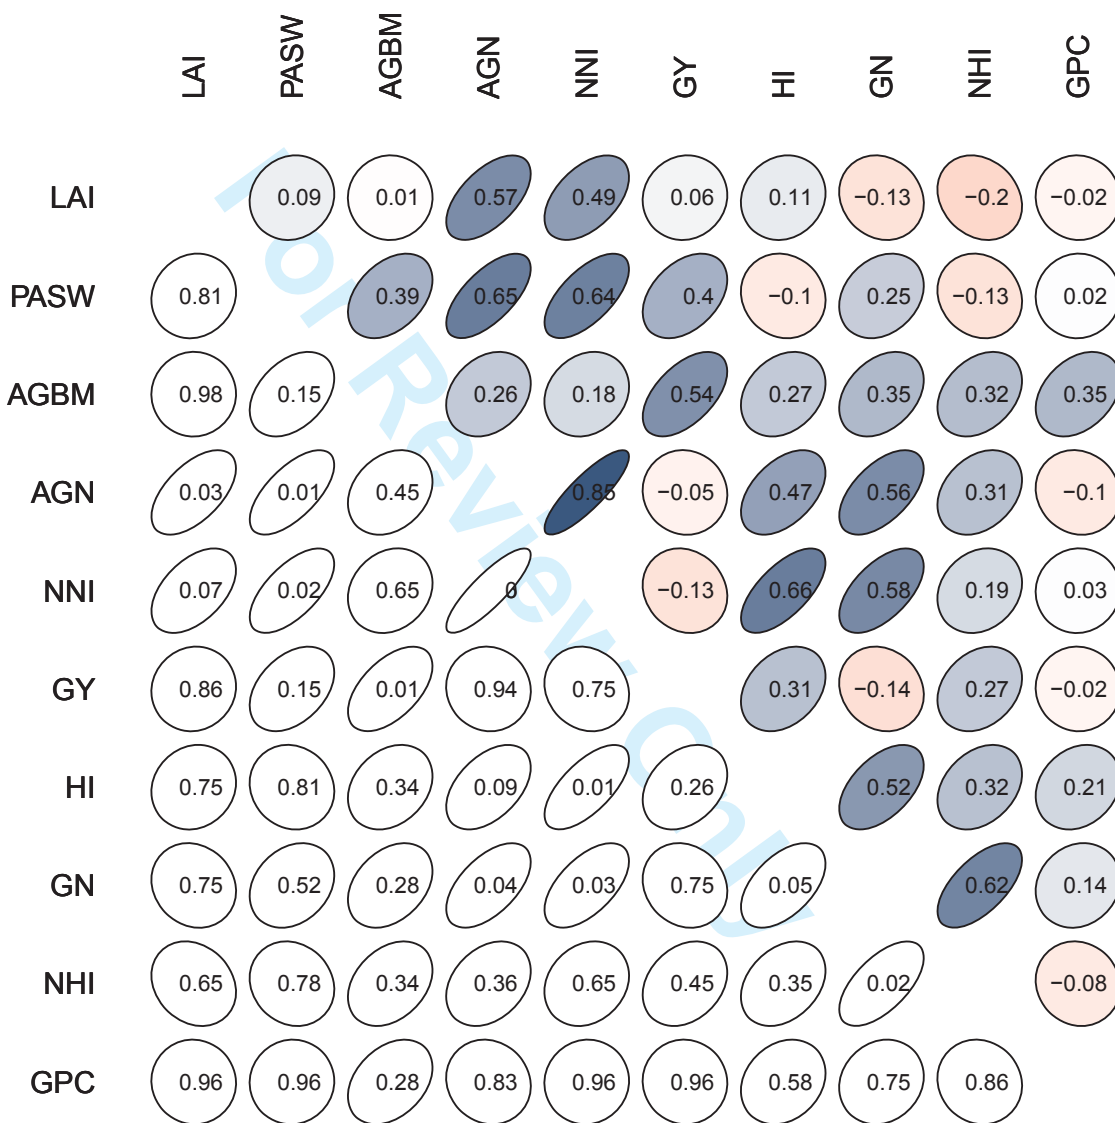 LAI PASW AGBM AGN NNI GY HI GN NHI GPC
LAI 0.09 0.01 0.57 0.49 0.06 0.11 −0.13 −0.2 −0.02
PASW 0.81 0.39 0.65 0.64 0.4 −0.1 0.25 −0.13 0.02
AGBM 0.98 0.15 0.26 0.18 0.54 0.27 0.35 0.32 0.35
AGN 0.03 0.01 0.45 0.85 −0.05 0.47 0.56 0.31 −0.1
NNI 0.07 0.02 0.65 0 −0.13 0.66 0.58 0.19 0.03
GY 0.86 0.15 0.01 0.94 0.75 0.31 −0.14 0.27 −0.02
HI 0.75 0.81 0.34 0.09 0.01 0.26 0.52 0.32 0.21
GN 0.75 0.52 0.28 0.04 0.03 0.75 0.05 0.62 0.14
NHI 0.65 0.78 0.34 0.36 0.65 0.45 0.35 0.02 −0.08
GPC 0.96 0.96 0.28 0.83 0.96 0.96 0.58 0.75 0.86
For Review Only